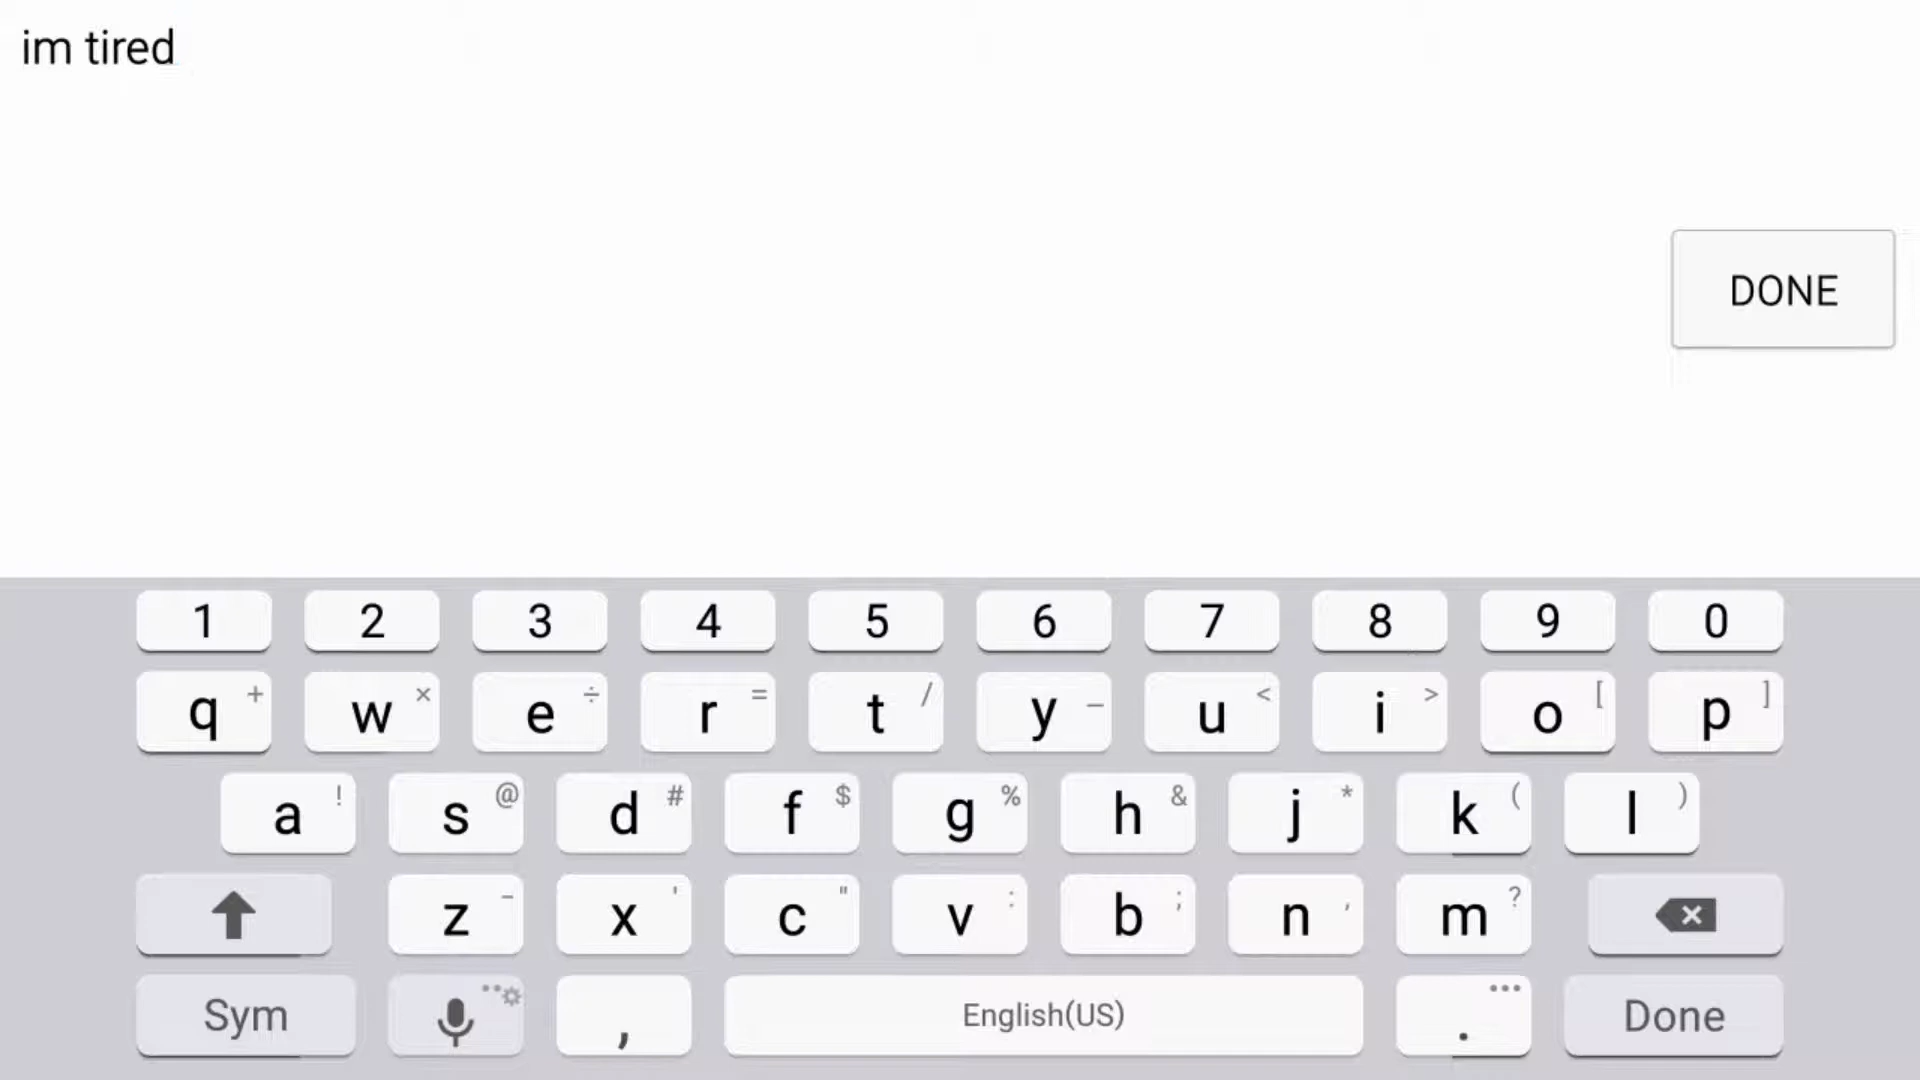 im tired
DONE
1 2 3 4 5 6 7 8 9 0
q + w × e ÷ r = t / y _ u < i > o [ p ]
a ! s @ d # f $ g % h & j * k ( l )
z - x ' c " v : b ; n , m ?
Sym , English(US) . ... Done